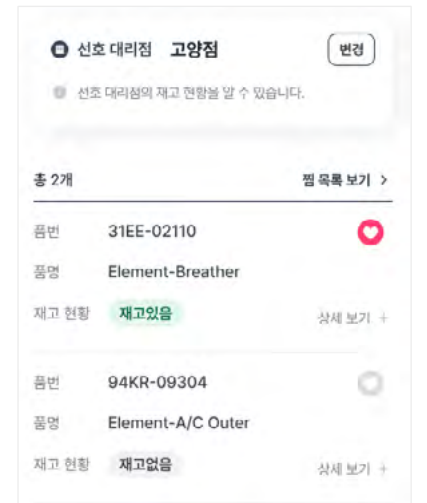 선호 대리점 고양점 변경
선호 대리점의 재고 현황을 알 수 있습니다.
총 2개 찜 목록 보기 >
품번 31EE-02110
품명 Element-Breather
재고 현황 재고있음 상세 보기 +
품번 94KR-09304
품명 Element-A/C Outer
재고 현황 재고없음 상세 보기 +